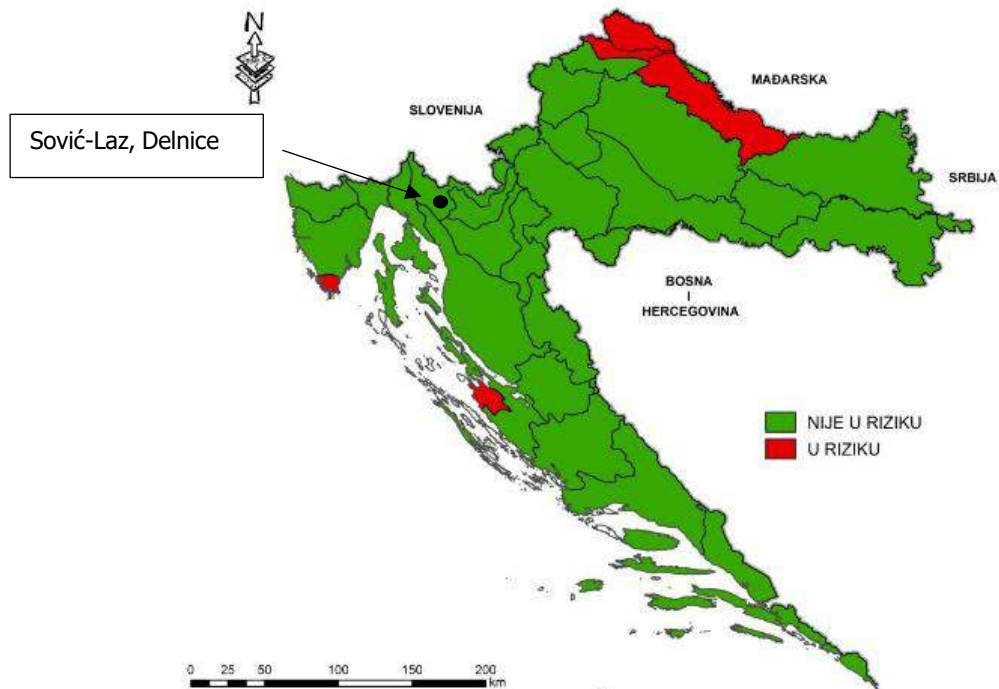 N
MAĐARSKA
SLOVENIJA
Sović-Laz, Delnice
SRBIJA
BOSNA
I
HERCEGOVINA
NIJE U RIZIKU
U RIZIKU
0 25 50 100 150 200
km